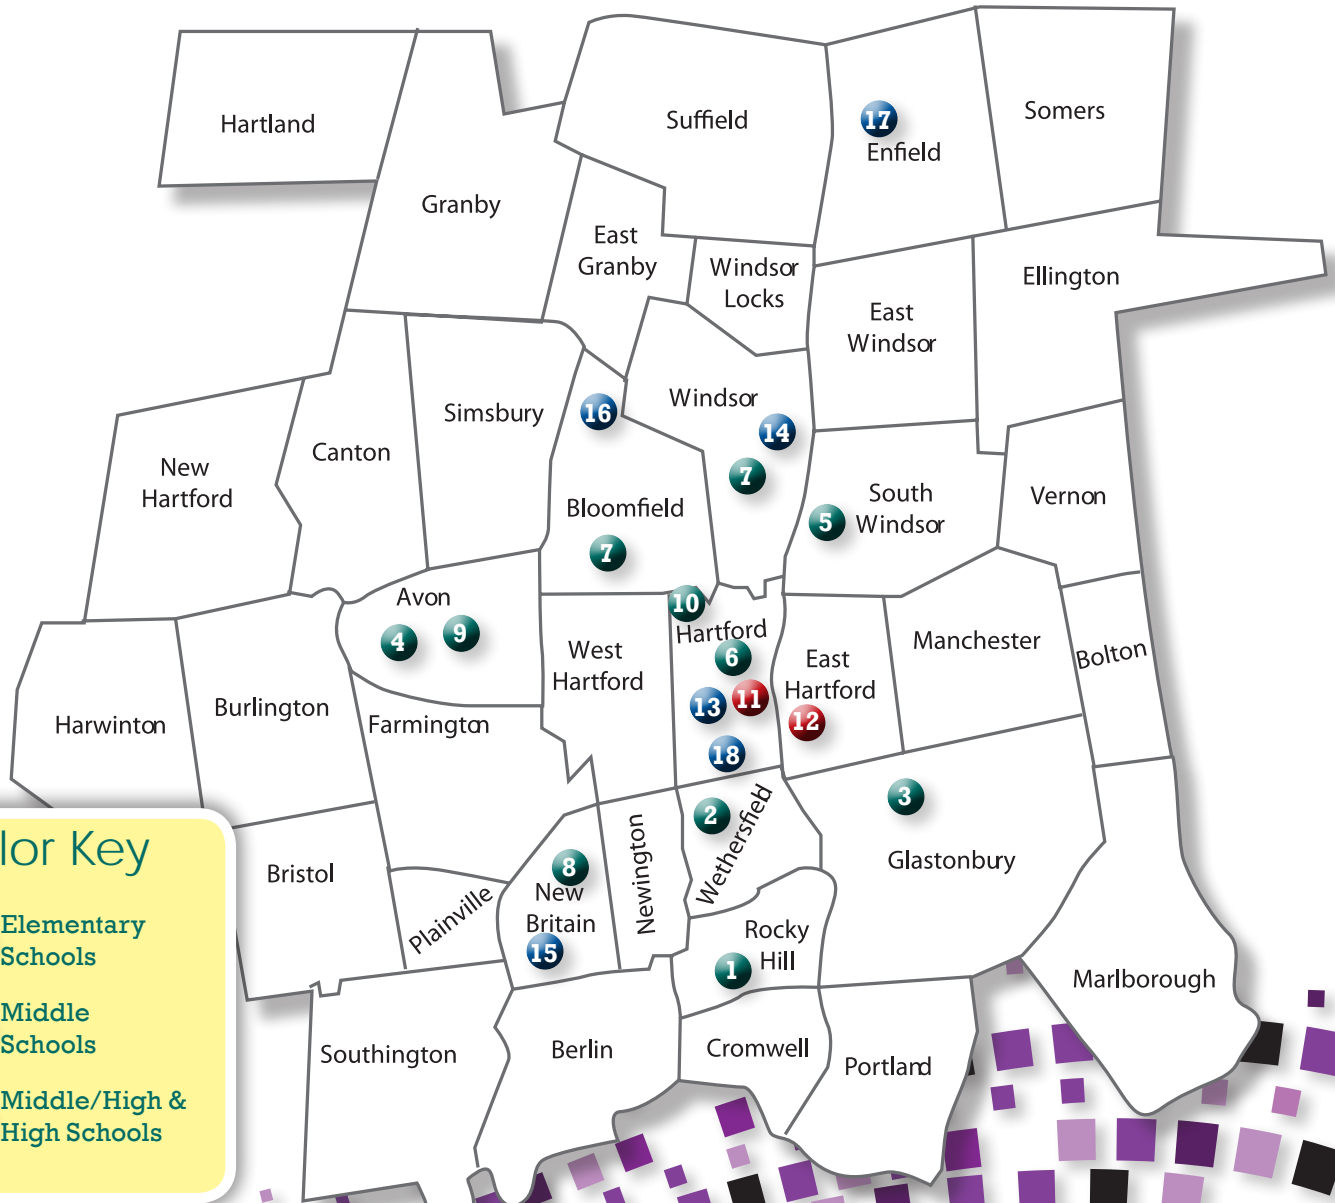 Hartland
Suffield
17
Enfield
Somers
Granby
East
Granby
Windsor
Locks
Ellington
East
Windsor
Simsbury
16
Windsor
14
7
Canton
New
Hartford
Bloomfield
7
5
South
Windsor
Vernon
Avon
4
9
10
Hartford
6
13
11
18
West
Hartford
East
Hartford
12
Manchester
Bolton
Harwinton
Burlington
Farmington
2
Wethersfield
3
Glastonbury
Bristol
Plainville
8
New
Britain
15
Newington
Rocky
Hill
1
Marlborough
Southington
Berlin
Cromwell
Portland
lor Key
Elementary
Schools
Middle
Schools
Middle/High &
High Schools